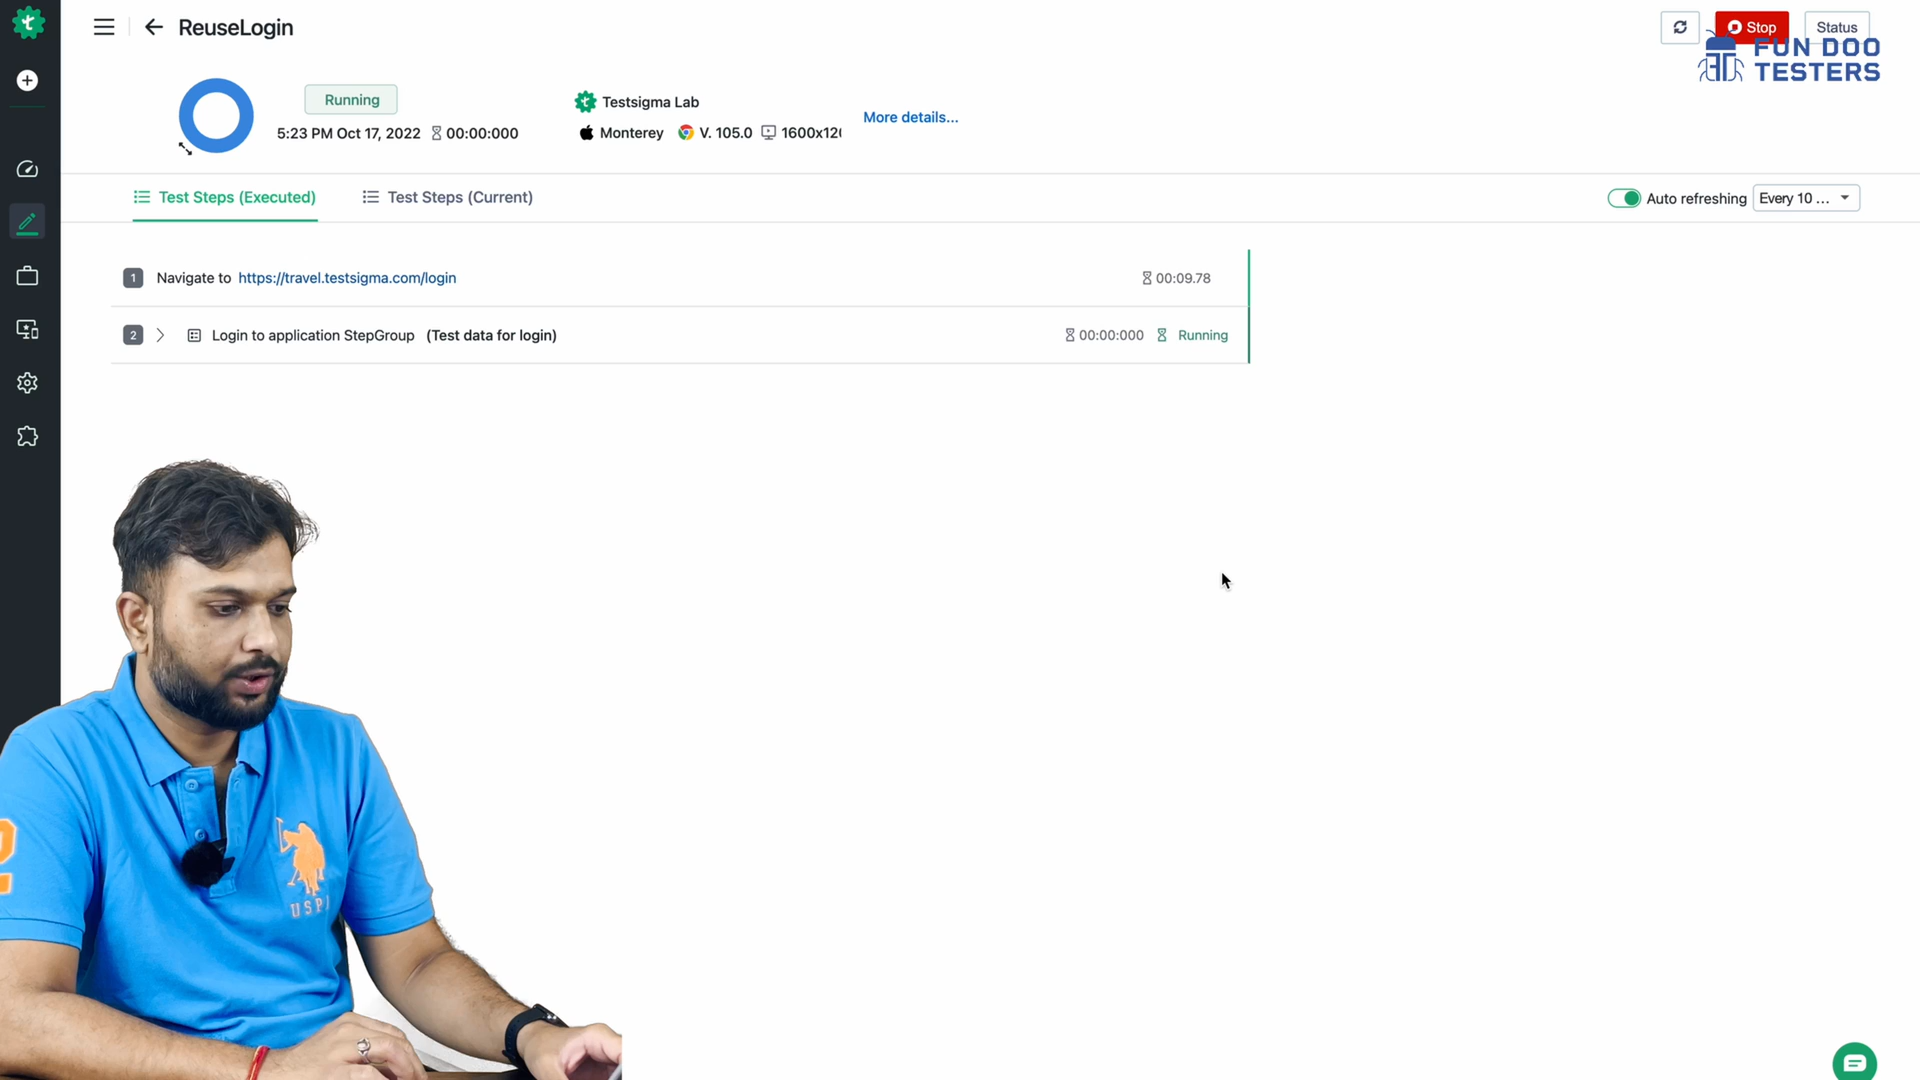 ReuseLogin
Stop
Status
FUN DOO
TESTERS
Running
5:23 PM Oct 17, 2022 00:00:000
Testsigma Lab
Monterey V. 105.0 1600x120
More details...
Test Steps (Executed)
Test Steps (Current)
Auto refreshing
Every 10 ...
1 Navigate to https://travel.testsigma.com/login 00:09.78
2 Login to application StepGroup (Test data for login) 00:00:000 Running
2
USP